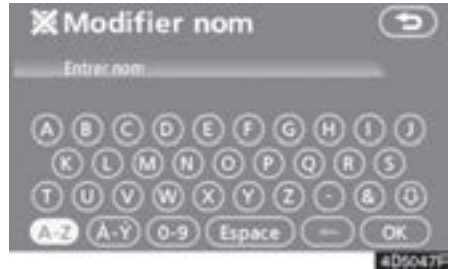 Modifier nom
Entrer nom
A B C D E F G H I J
K L M N O P Q R S
T U V W X Y Z - &
A-Z À-Ÿ 0-9 Espace ← OK
4D5047F